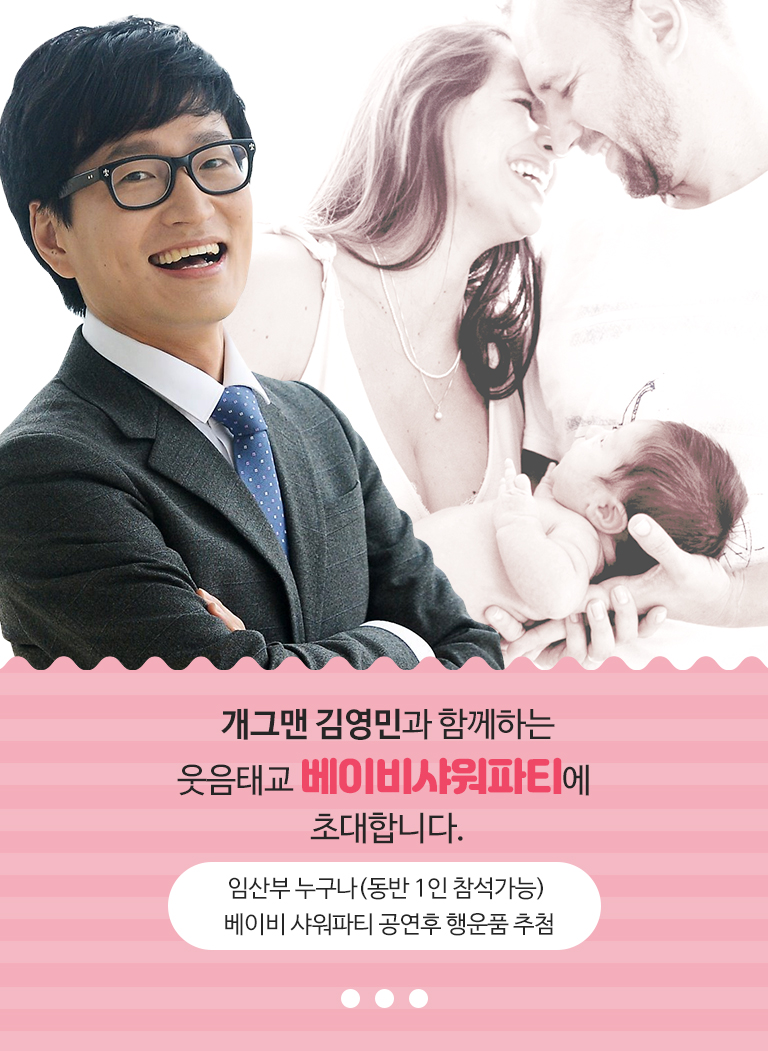 개그맨 김영민과 함께하는
웃음태교 베이비샤워파티에
초대합니다.
임산부 누구나(동반 1인 참석가능)
베이비 샤워파티 공연후 행운품 추첨